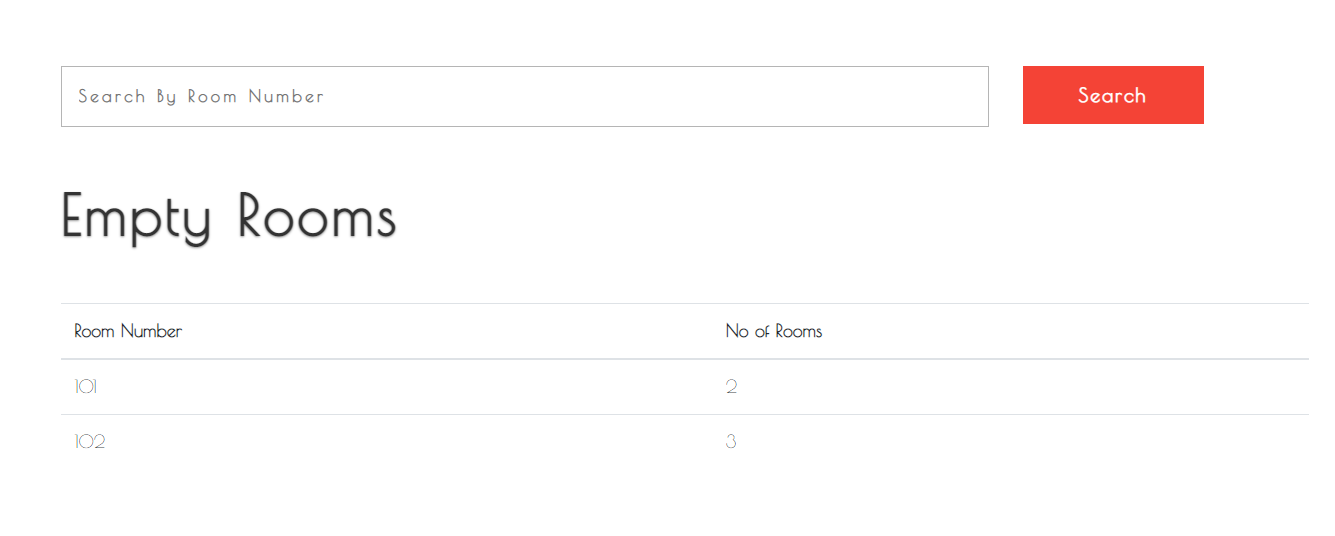 Search By Room Number
Search
Empty Rooms
Room Number No of Rooms
101 2
102 3